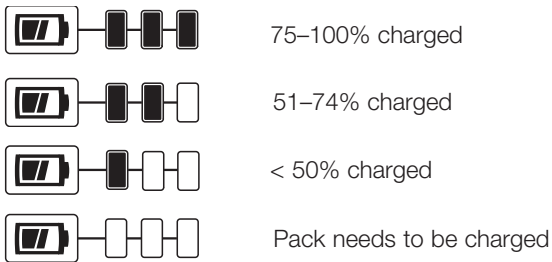 75–100% charged
51–74% charged
< 50% charged
Pack needs to be charged